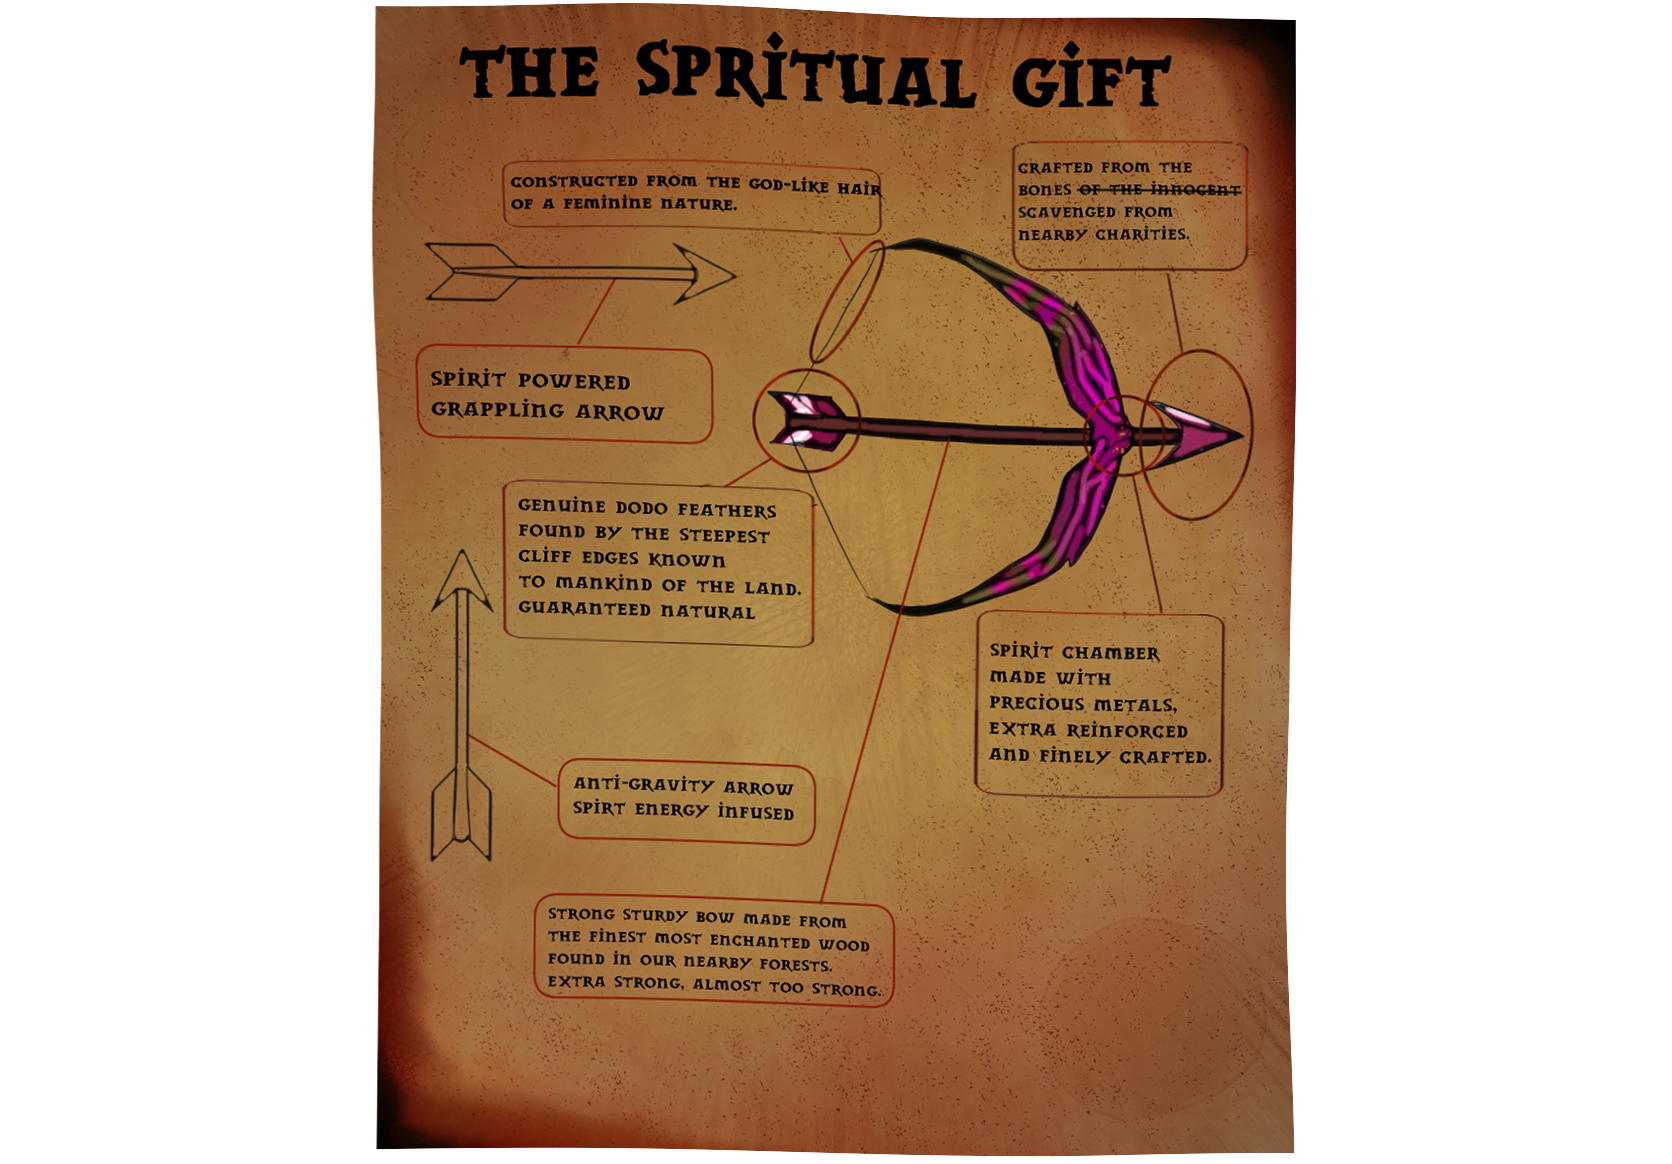 THE SPRITUAL GIFT
CONSTRUCTED FROM THE GOD-LIKE HAIR
OF A FEMININE NATURE.
CRAFTED FROM THE
BONES OF THE INNOCENT
SCAVENGED FROM
NEARBY CHARITIES.
SPIRIT POWERED
GRAPPLING ARROW
GENUINE DODO FEATHERS
FOUND BY THE STEEPEST
CLIFF EDGES KNOWN
TO MANKIND OF THE LAND.
GUARANTEED NATURAL
SPIRIT CHAMBER
MADE WITH
PRECIOUS METALS,
EXTRA REINFORCED
AND FINELY CRAFTED.
ANTI-GRAVITY ARROW
SPIRT ENERGY INFUSED
STRONG STURDY BOW MADE FROM
THE FINEST MOST ENCHANTED WOOD
FOUND IN OUR NEARBY FORESTS.
EXTRA STRONG, ALMOST TOO STRONG.